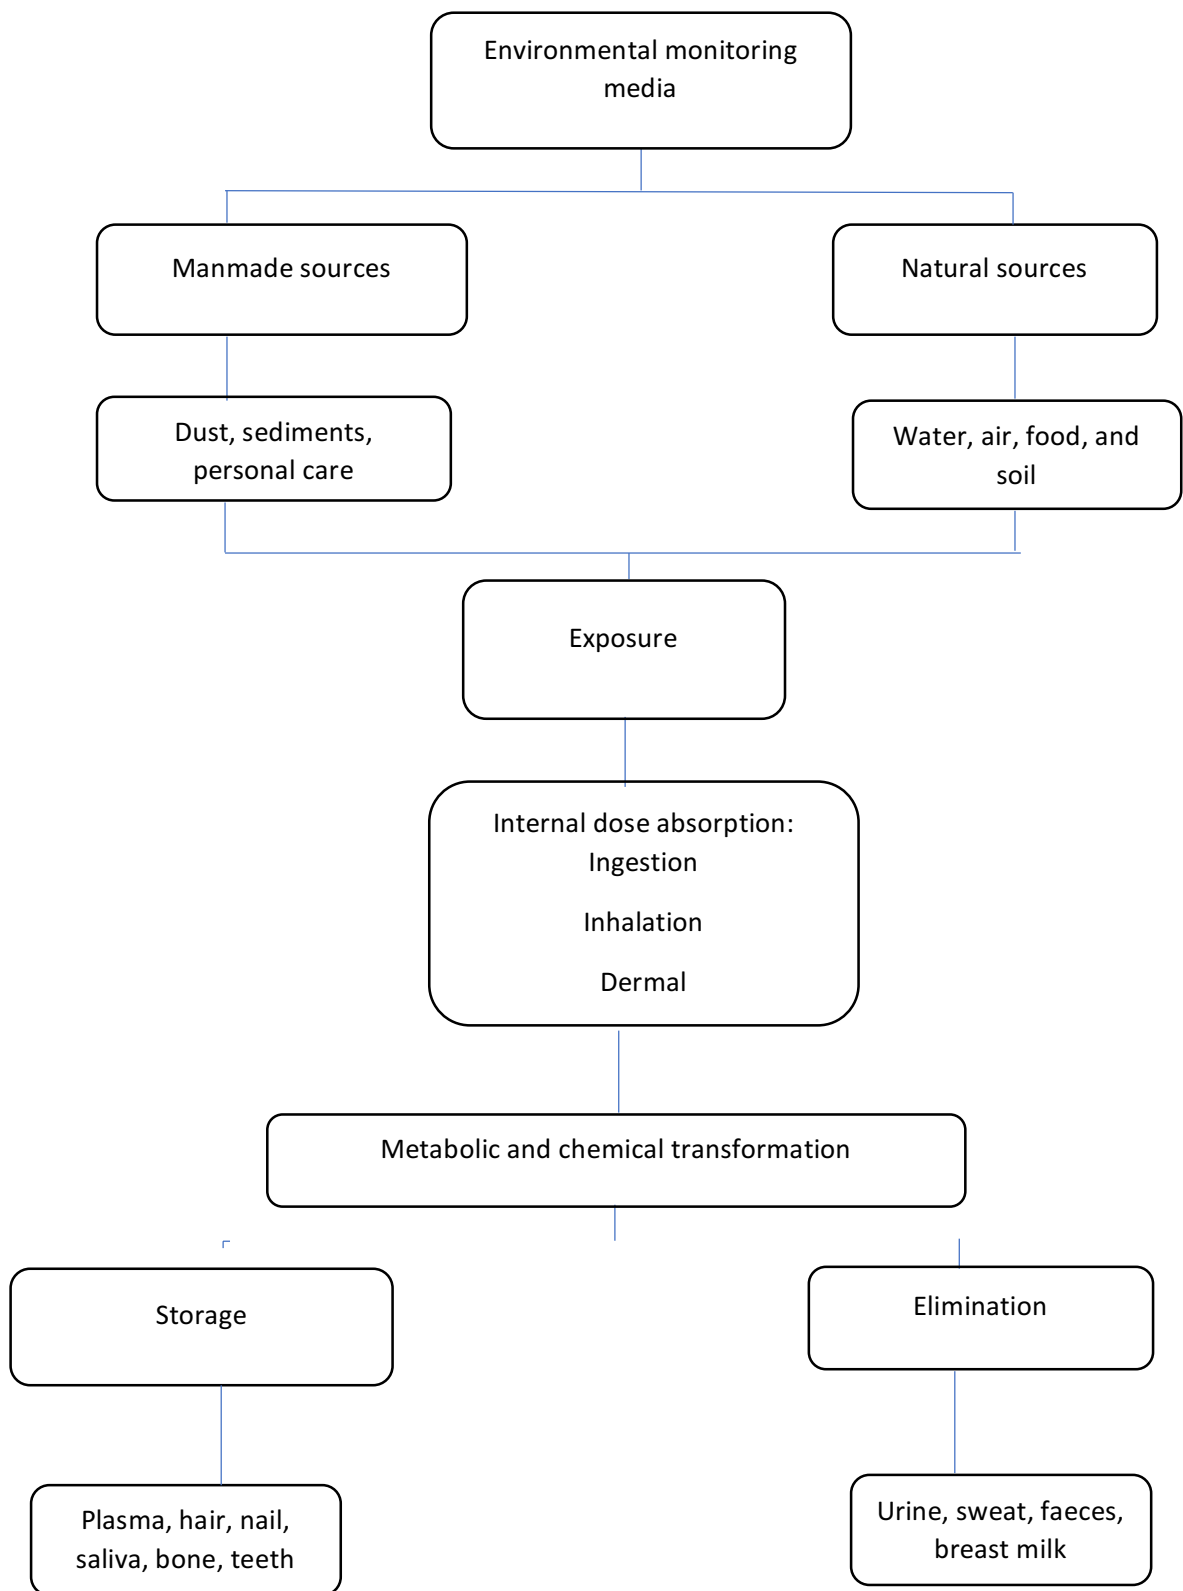 Environmental monitoring
media
Manmade sources
Natural sources
Dust, sediments,
personal care
Water, air, food, and
soil
Exposure
Internal dose absorption:
Ingestion
Inhalation
Dermal
Metabolic and chemical transformation
Storage
Elimination
Plasma, hair, nail,
saliva, bone, teeth
Urine, sweat, faeces,
breast milk